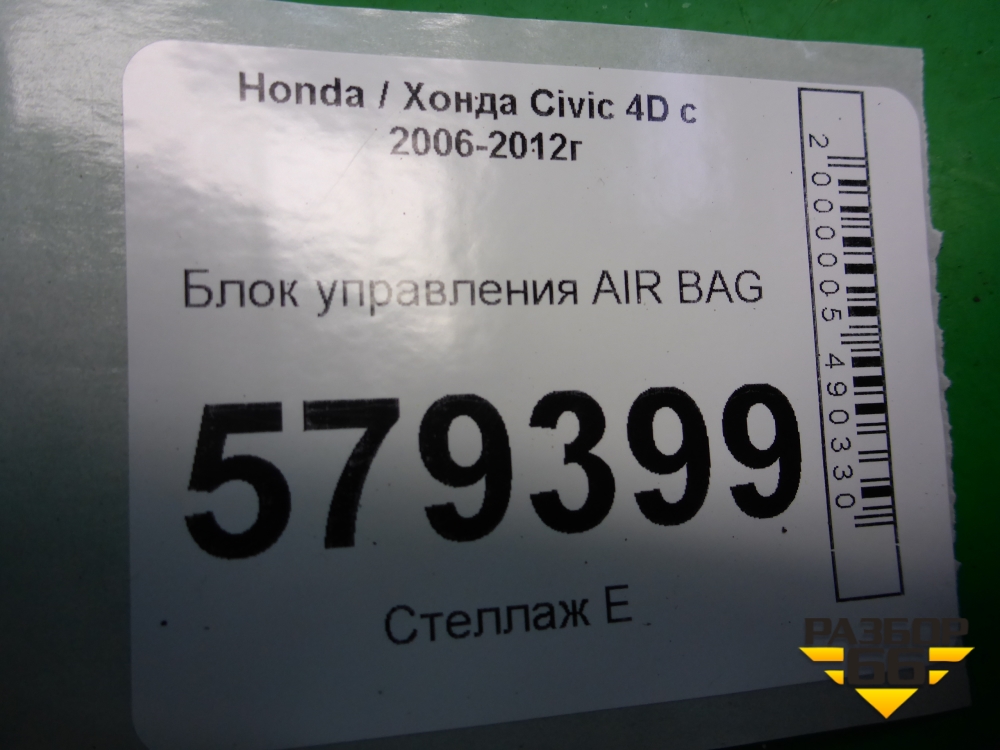 Honda / Хонда Civic 4D с
2006-2012г
Блок управления AIR BAG
579399
Стеллаж Е
2000005490330
РАЗБОР
66